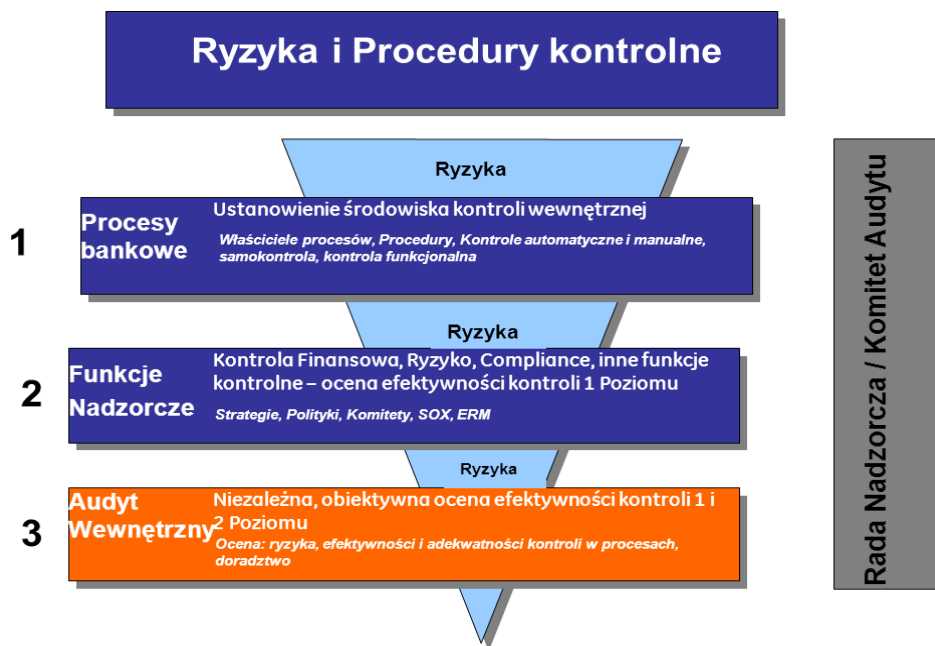 Ryzyka i Procedury kontrolne
Ryzyka
1
Procesy
bankowe
Ustanowienie środowiska kontroli wewnętrznej
Właściciele procesów, Procedury, Kontrole automatyczne i manualne,
samokontrola, kontrola funkcjonalna
Ryzyka
2
Funkcje
Nadzorcze
Kontrola Finansowa, Ryzyko, Compliance, inne funkcje
kontrolne – ocena efektywności kontroli 1 Poziomu
Strategie, Polityki, Komitety, SOX, ERM
Ryzyka
3
Audyt
Wewnętrzny
Niezależna, obiektywna ocena efektywności kontroli 1 i
2 Poziomu
Ocena: ryzyka, efektywności i adekwatności kontroli w procesach,
doradztwo
Rada Nadzorcza / Komitet Audytu